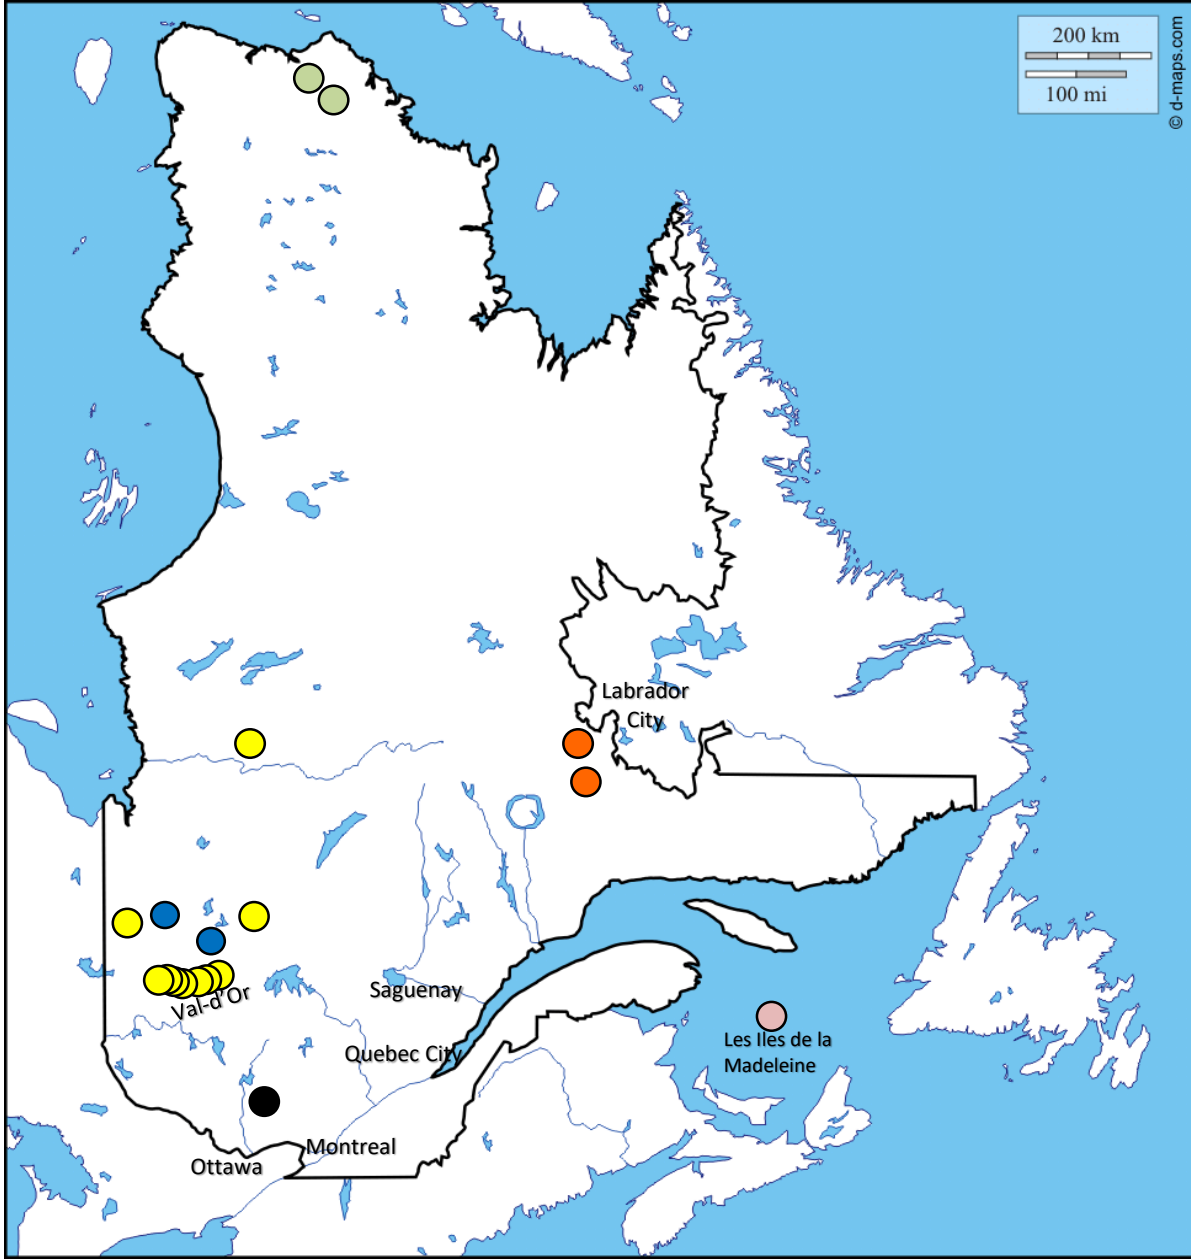 200 km
100 mi
© d-maps.com
Labrador
City
Saguenay
Val-d'Or
Les Iles de la
Madeleine
Quebec City
Montreal
Ottawa